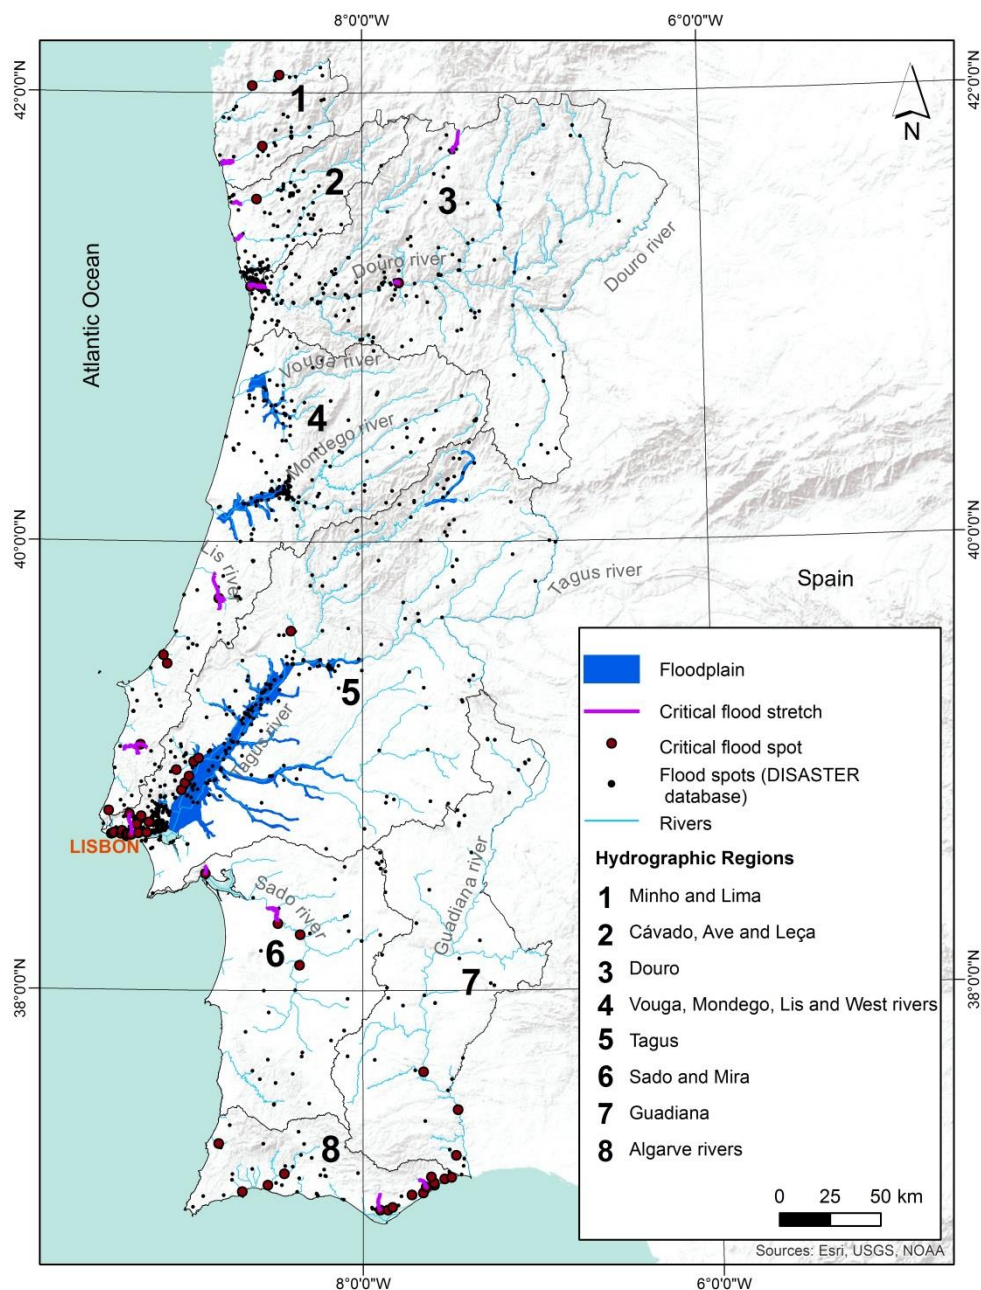 8°0'0"W
6°0'0"W
42°0'0"N
42°0'0"N
N
1
2
3
Douro river
Douro river
Atlantic Ocean
Vouga river
4
Mondego river
40°0'0"N
40°0'0"N
Lis river
Tagus river
Spain
5
Tagus river
LISBON
Sado river
Guadiana river
6
7
38°0'0"N
38°0'0"N
8
Floodplain
Critical flood stretch
Critical flood spot
Flood spots (DISASTER
database)
Rivers
Hydrographic Regions
1 Minho and Lima
2 Cávado, Ave and Leça
3 Douro
4 Vouga, Mondego, Lis and West rivers
5 Tagus
6 Sado and Mira
7 Guadiana
8 Algarve rivers
0 25 50 km
Sources: Esri, USGS, NOAA
8°0'0"W
6°0'0"W